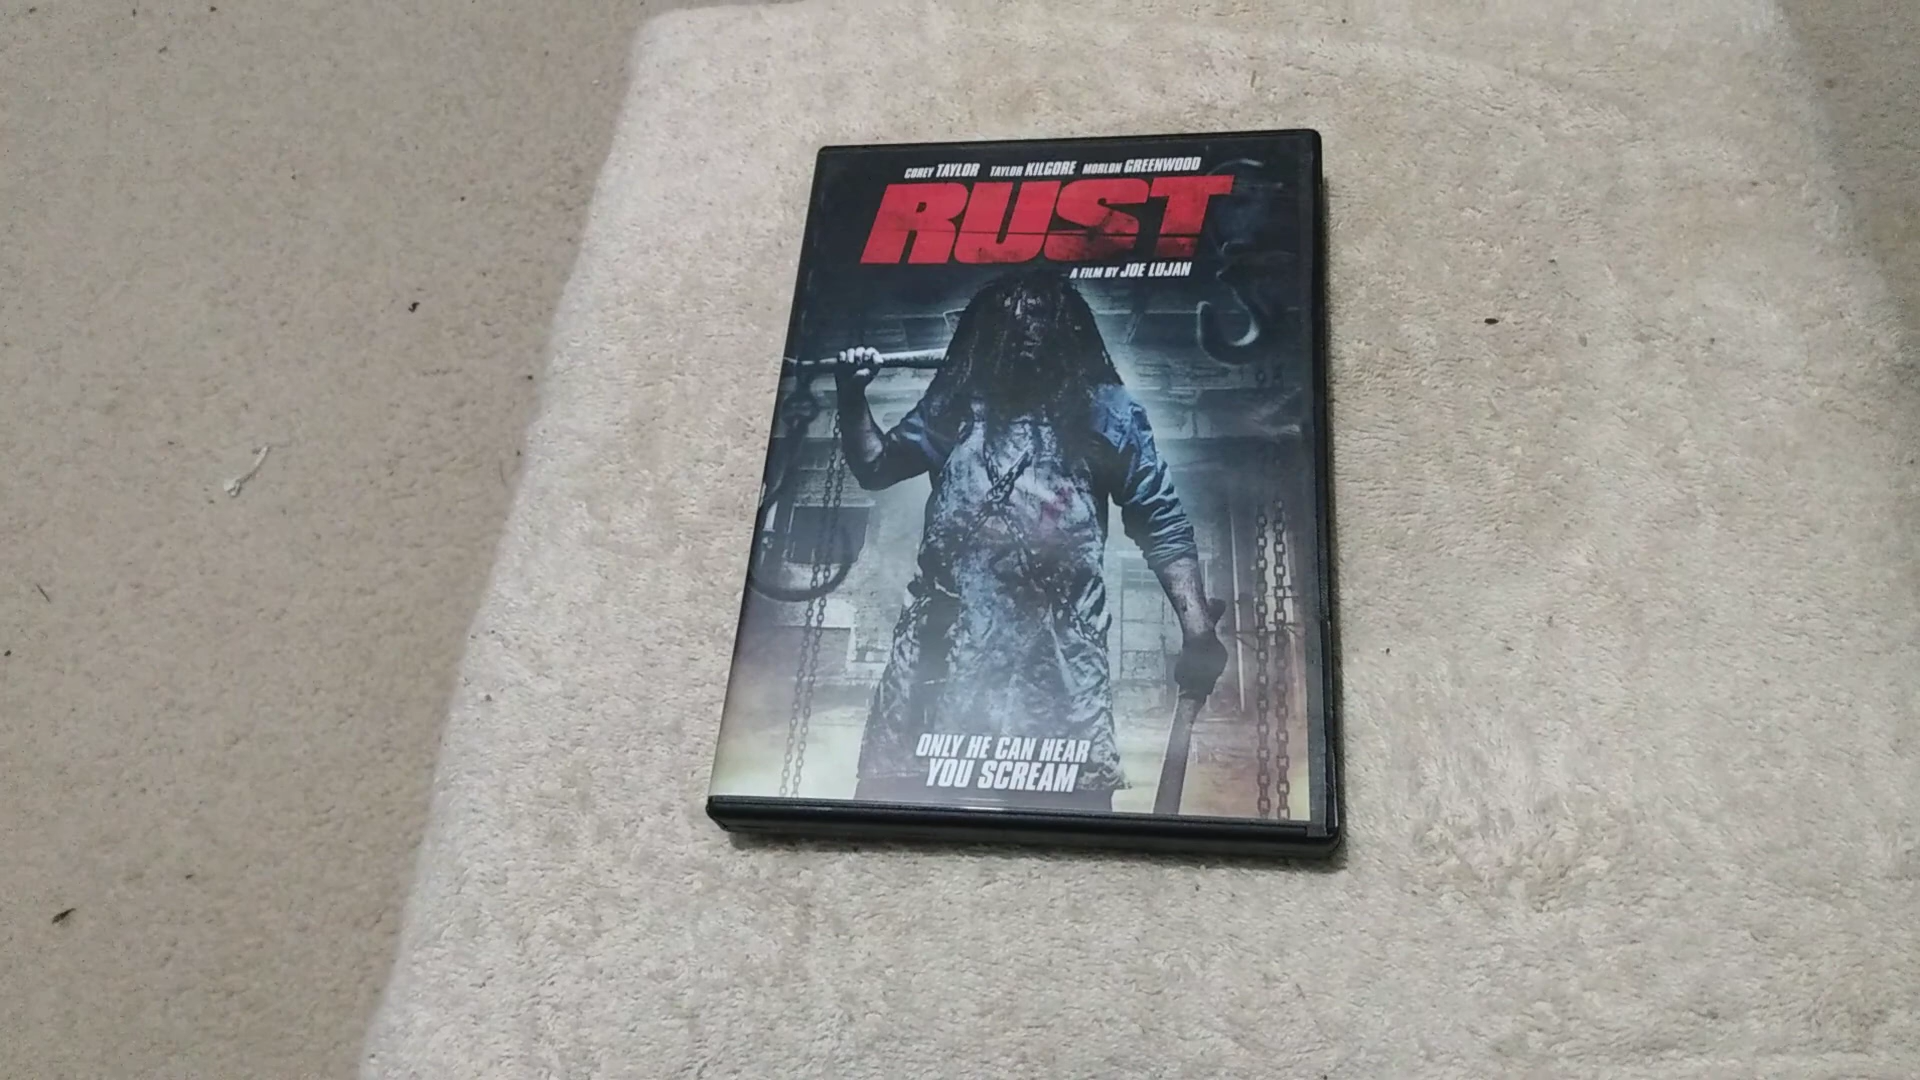 COREY TAYLOR TAYLOR KILGORE MORLON GREENWOOD
RUST
A FILM BY JOE LUJAN
ONLY HE CAN HEAR
YOU SCREAM